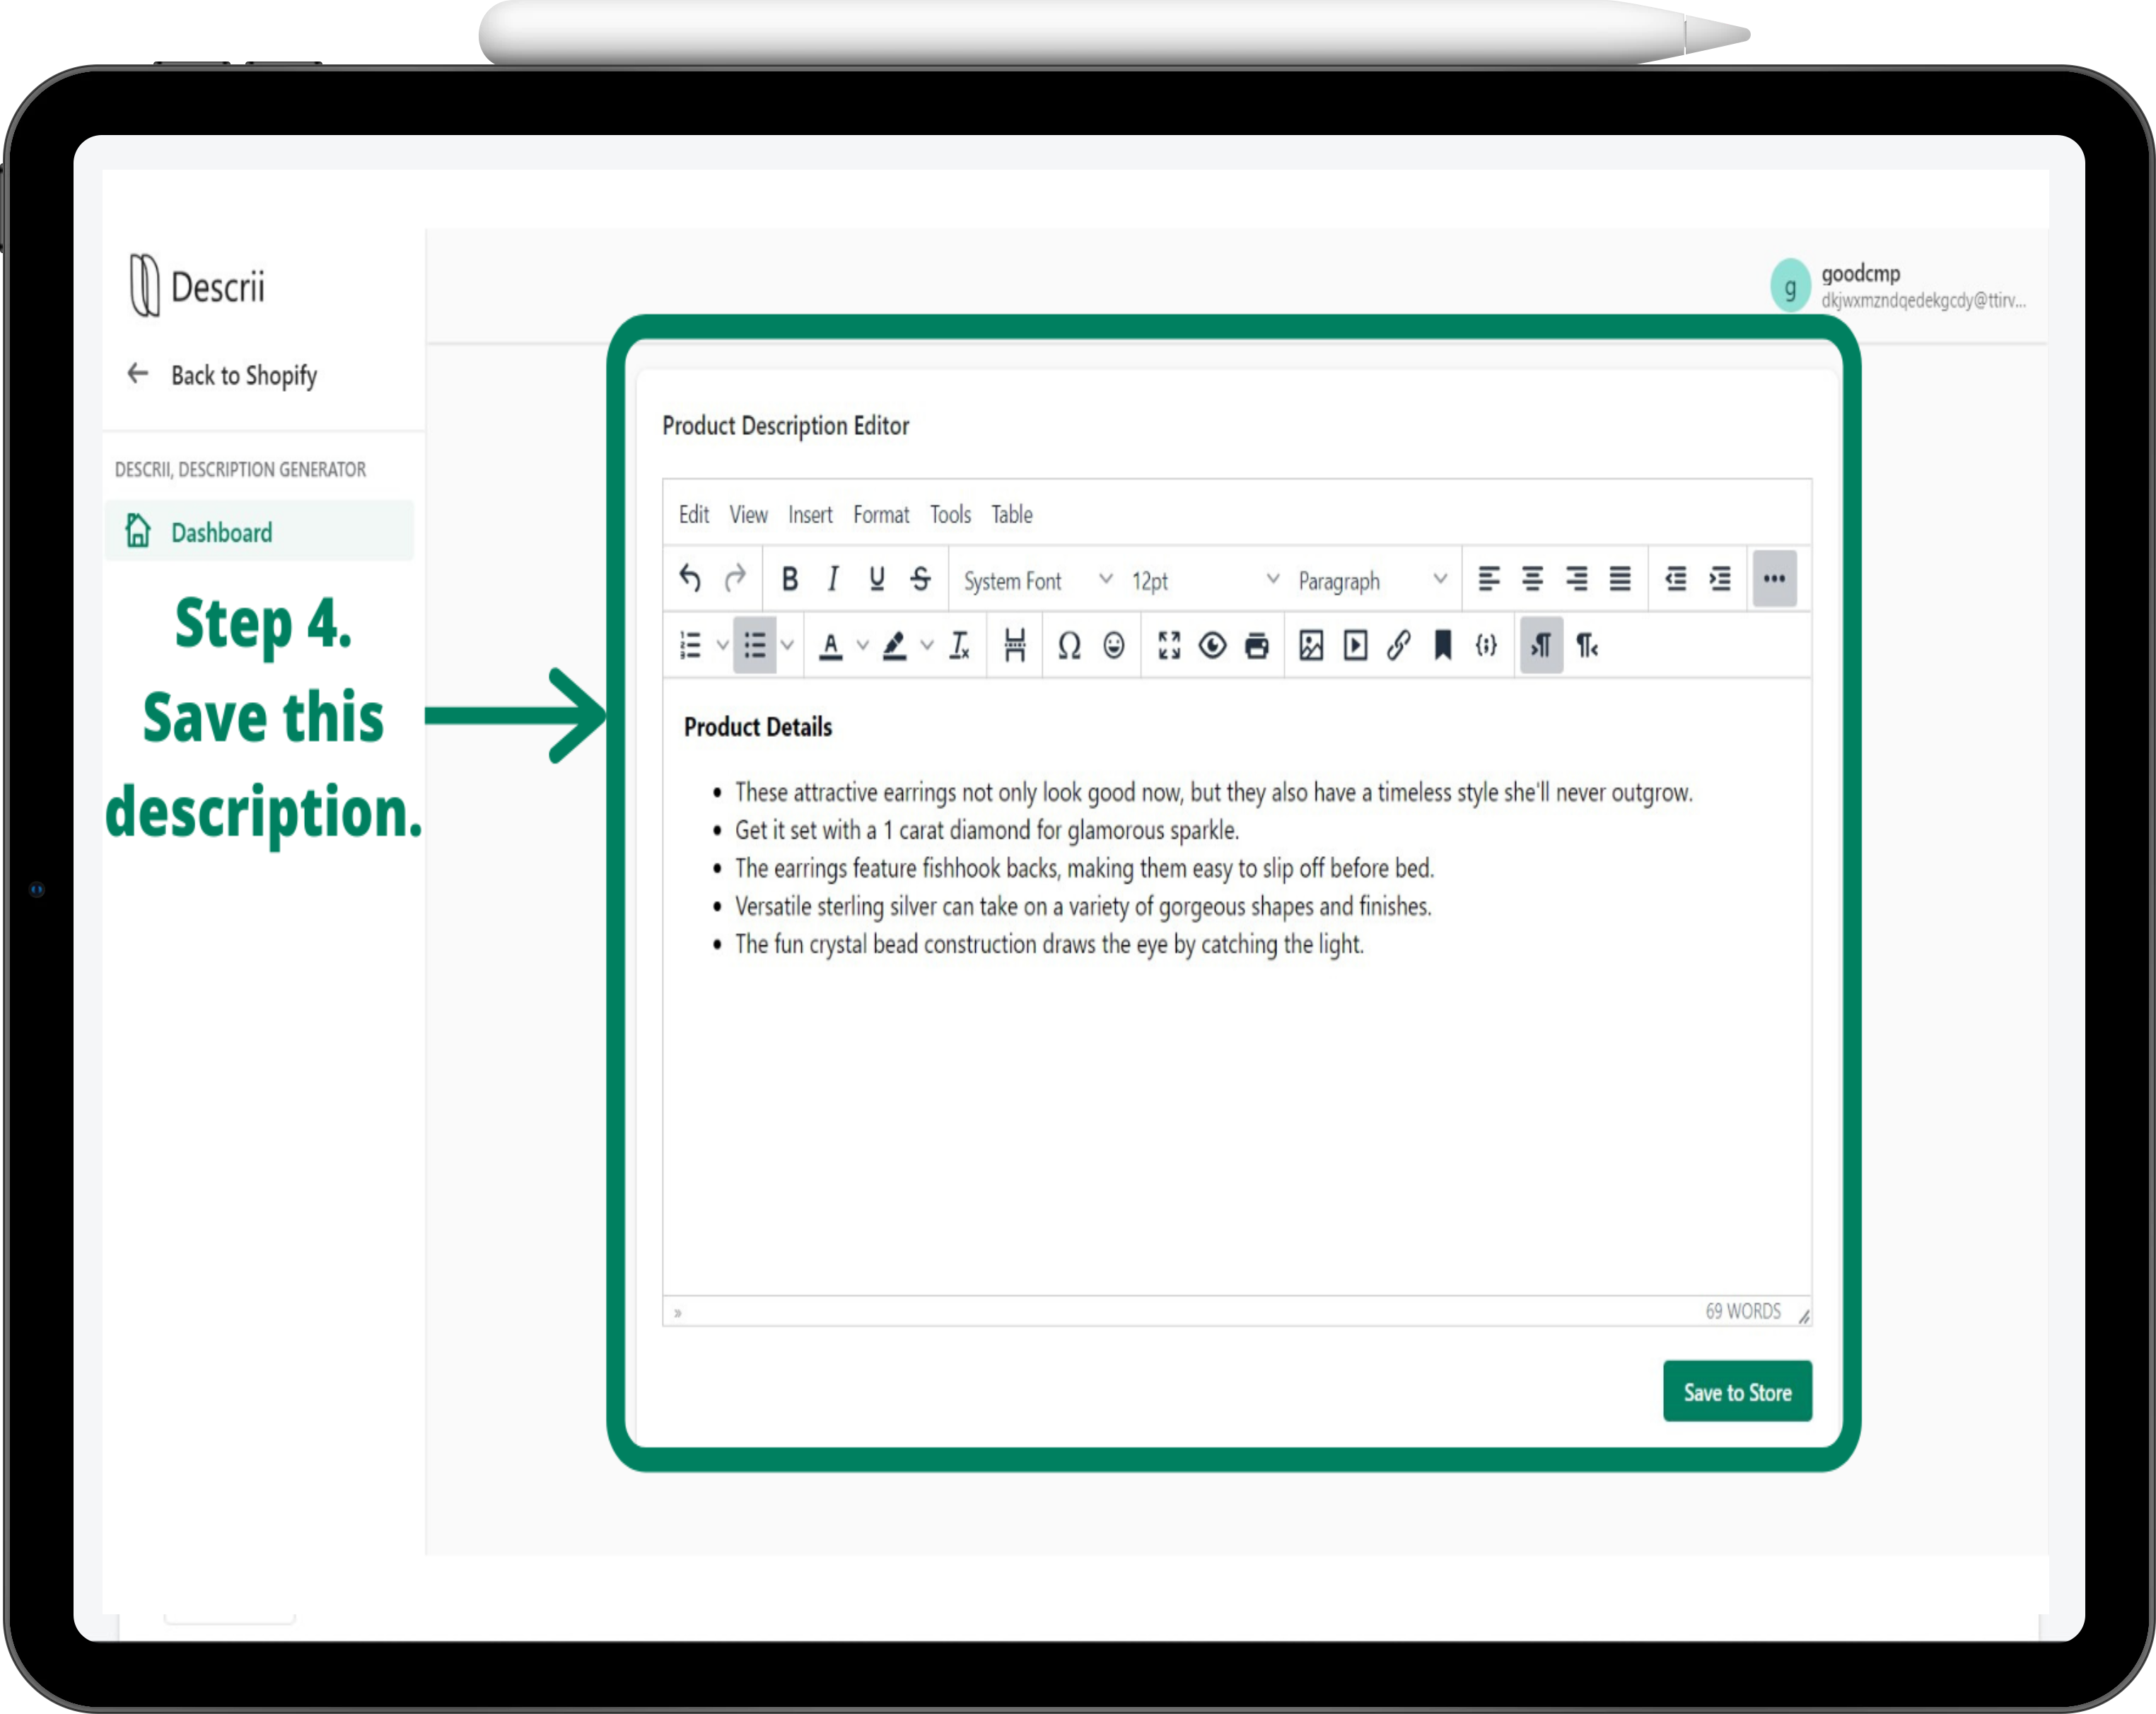 Descrii
goodcmp
dkjwxmzndqedekgcdy@ttirv...
Back to Shopify
DESCRII, DESCRIPTION GENERATOR
Dashboard
Step 4.
Save this
description.
Product Description Editor
Edit View Insert Format Tools Table
System Font 12pt Paragraph
Product Details
These attractive earrings not only look good now, but they also have a timeless style she'll never outgrow.
Get it set with a 1 carat diamond for glamorous sparkle.
The earrings feature fishhook backs, making them easy to slip off before bed.
Versatile sterling silver can take on a variety of gorgeous shapes and finishes.
The fun crystal bead construction draws the eye by catching the light.
69 WORDS
Save to Store